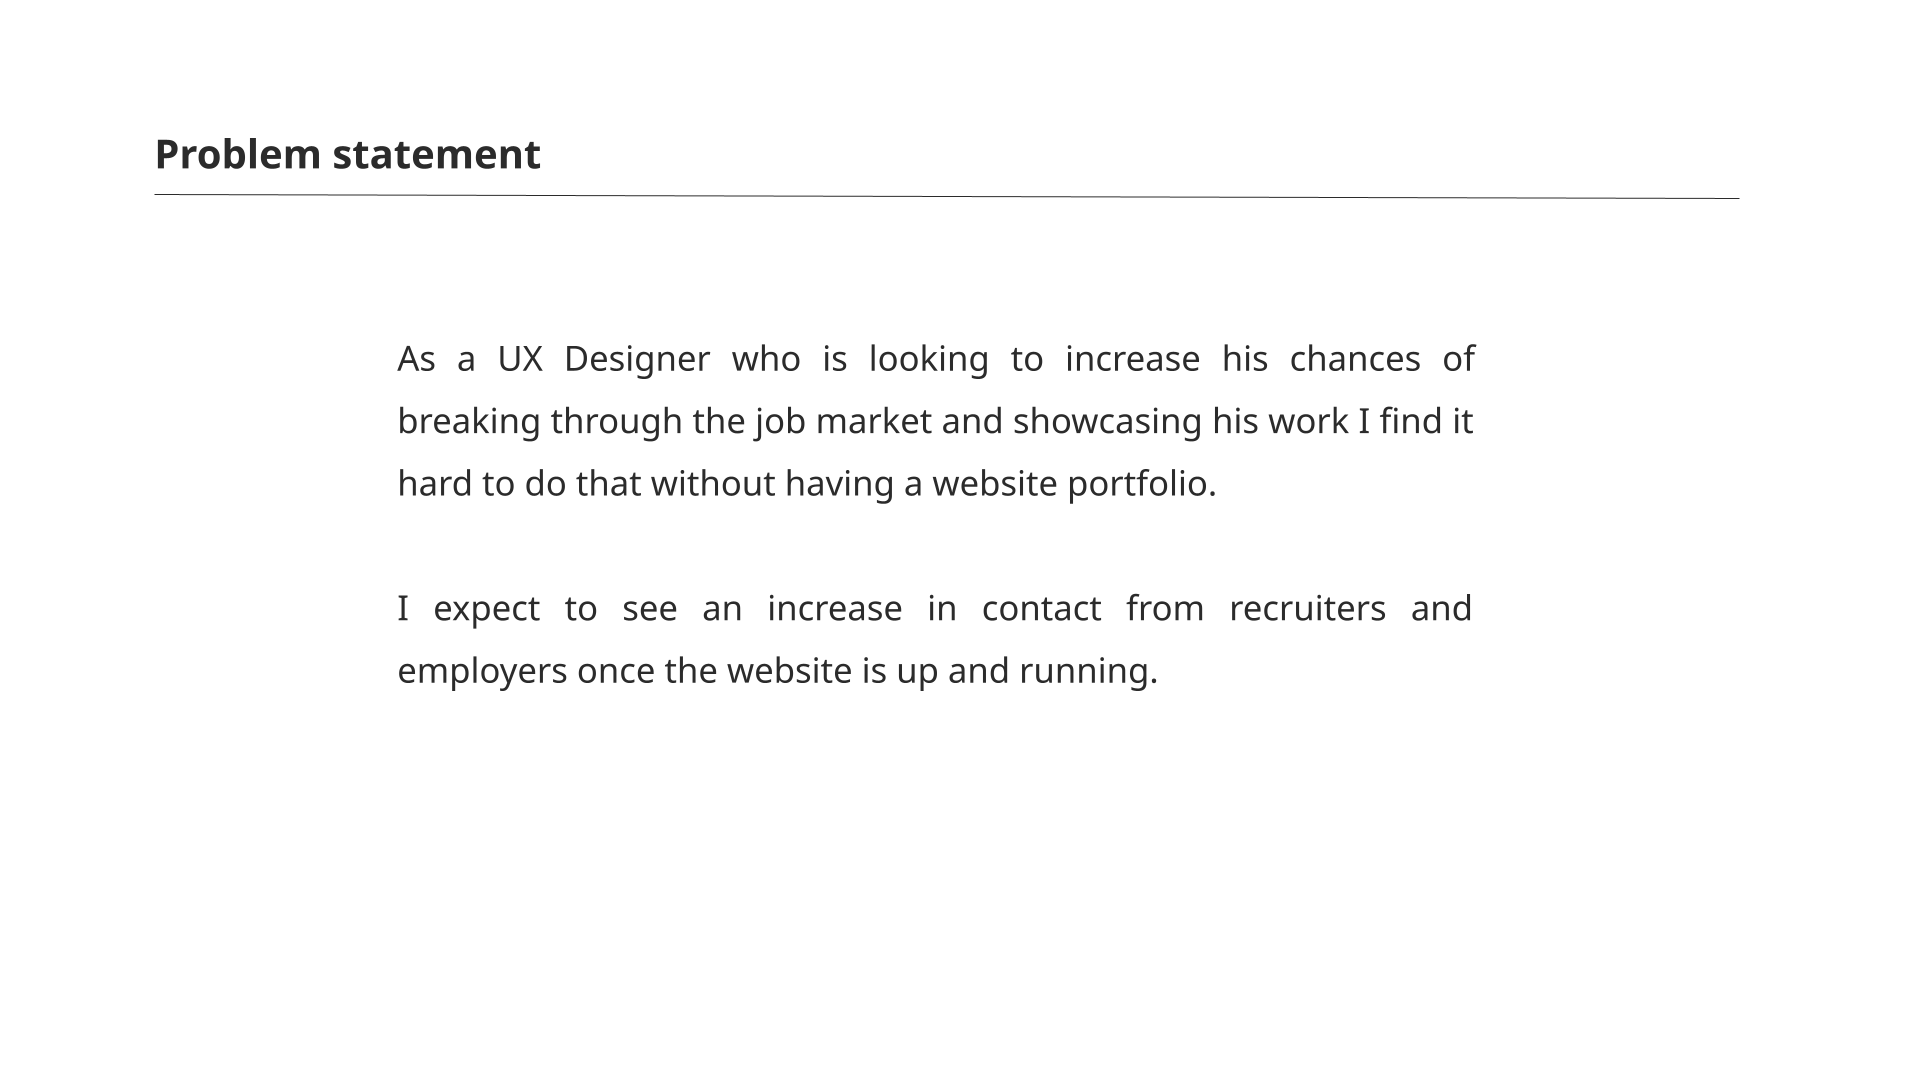 Problem statement
As a UX Designer who is looking to increase his chances of
breaking through the job market and showcasing his work I find it
hard to do that without having a website portfolio.
I expect to see an increase in contact from recruiters and
employers once the website is up and running.